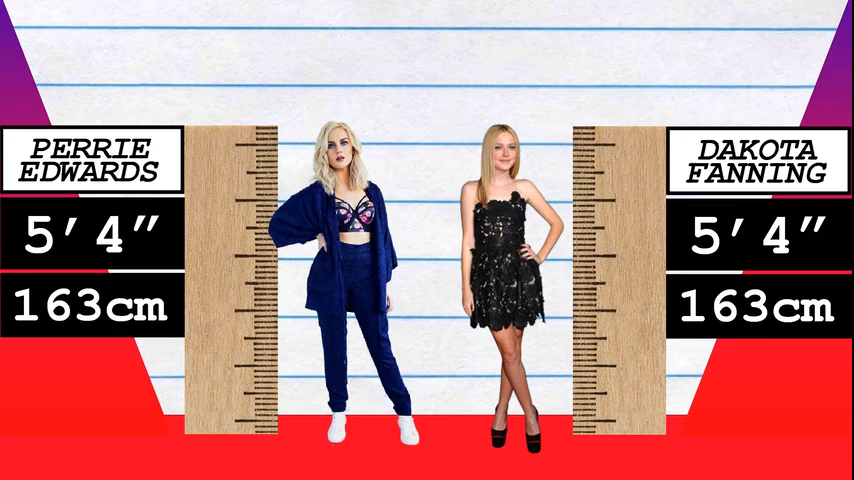 PERRIE
EDWARDS
5′ 4″
163cm
DAKOTA
FANNING
5′ 4″
163cm